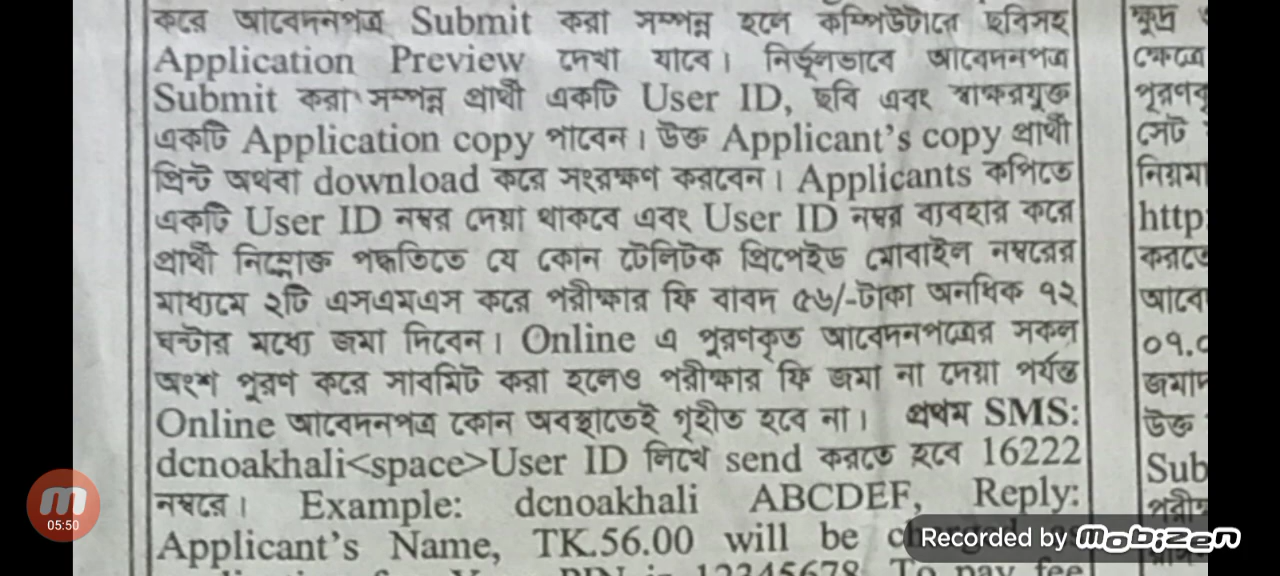 করে আবেদনপত্র Submit করা সম্পন্ন হলে কম্পিউটারে ছবিসহ
Application Preview দেখা যাবে। নির্ভুলভাবে আবেদনপত্র
Submit করা সম্পন্ন প্রার্থী একটি User ID, ছবি এবং স্বাক্ষরযুক্ত
একটি Application copy পাবেন। উক্ত Applicant's copy প্রার্থী
প্রিন্ট অথবা download করে সংরক্ষণ করবেন। Applicants কপিতে
একটি User ID নম্বর দেয়া থাকবে এবং User ID নম্বর ব্যবহার করে
প্রার্থী নিম্নোক্ত পদ্ধতিতে যে কোন টেলিটক প্রিপেইড মোবাইল নম্বরের
মাধ্যমে ২টি এসএমএস করে পরীক্ষার ফি বাবদ ৫৬/-টাকা অনধিক ৭২
ঘন্টার মধ্যে জমা দিবেন। Online এ পূরণকৃত আবেদনপত্রের সকল
অংশ পূরণ করে সাবমিট করা হলেও পরীক্ষার ফি জমা না দেয়া পর্যন্ত
Online আবেদনপত্র কোন অবস্থাতেই গৃহীত হবে না। প্রথম SMS:
dcnoakhali<space>User ID লিখে send করতে হবে 16222
নম্বরে। Example: dcnoakhali ABCDEF, Reply:
Applicant's Name, TK.56.00 will be
PIN is 12345678. To pay fee
ক্ষুদ্র
ক্ষেত্রে
সেট
http
করতে
আবে
উক্ত
Sub
05:50
Recorded by mobizen